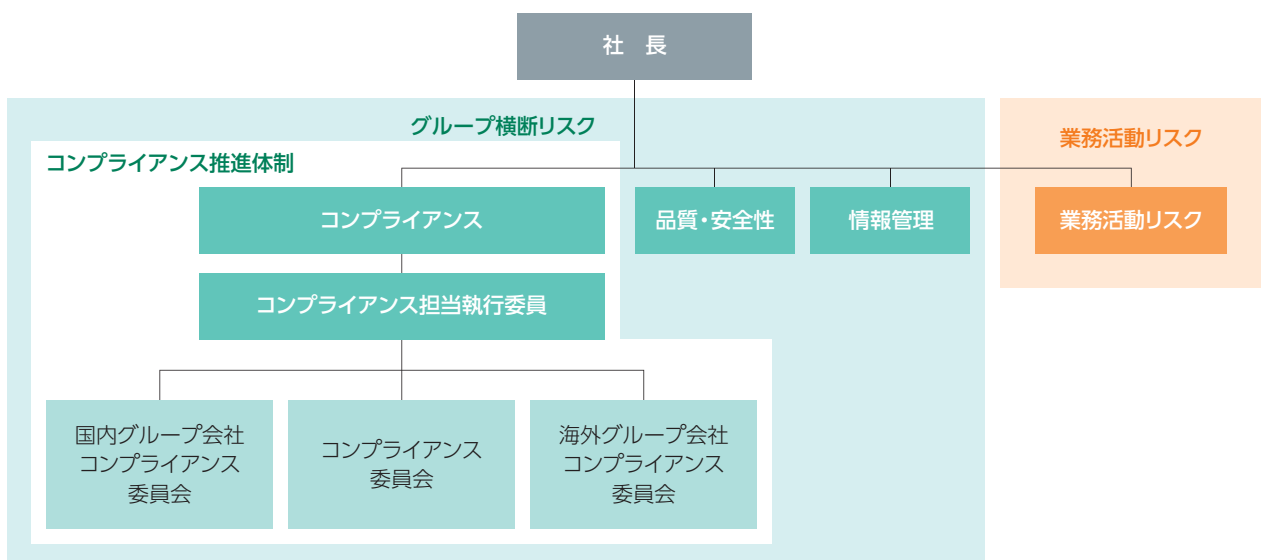 社 長
グループ横断リスク
業務活動リスク
コンプライアンス推進体制
コンプライアンス
品質・安全性
情報管理
業務活動リスク
コンプライアンス担当執行委員
国内グループ会社
コンプライアンス
委員会
コンプライアンス
委員会
海外グループ会社
コンプライアンス
委員会